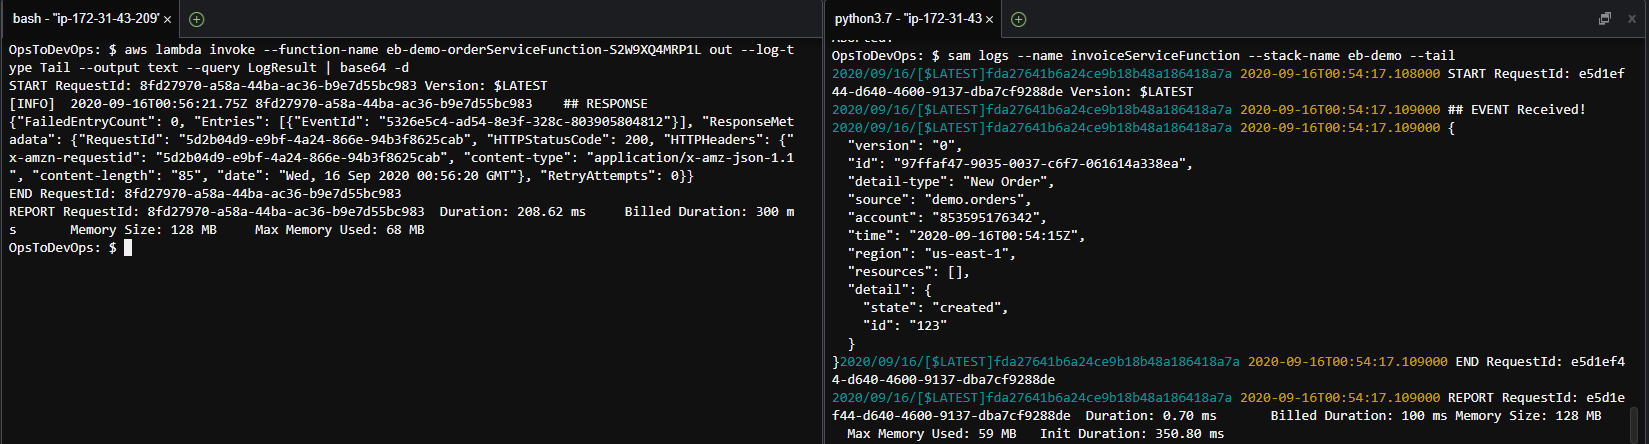 bash - "ip-172-31-43-209"
OpsToDevOps: $ aws lambda invoke --function-name eb-demo-orderServiceFunction-S2W9XQ4MRP1L out --log-t
ype Tail --output text --query LogResult | base64 -d
START RequestId: 8fd27970-a58a-44ba-ac36-b9e7d55bc983 Version: $LATEST
[INFO]  2020-09-16T00:56:21.75Z 8fd27970-a58a-44ba-ac36-b9e7d55bc983    ## RESPONSE
{"FailedEntryCount": 0, "Entries": [{"EventId": "5326e5c4-ad54-8e3f-328c-803905804812"}], "ResponseMet
adata": {"RequestId": "5d2b04d9-e9bf-4a24-866e-94b3f8625cab", "HTTPStatusCode": 200, "HTTPHeaders": {"
x-amzn-requestid": "5d2b04d9-e9bf-4a24-866e-94b3f8625cab", "content-type": "application/x-amz-json-1.1
", "content-length": "85", "date": "Wed, 16 Sep 2020 00:56:20 GMT"}, "RetryAttempts": 0}}
END RequestId: 8fd27970-a58a-44ba-ac36-b9e7d55bc983
REPORT RequestId: 8fd27970-a58a-44ba-ac36-b9e7d55bc983  Duration: 208.62 ms     Billed Duration: 300 m
s       Memory Size: 128 MB     Max Memory Used: 68 MB
OpsToDevOps: $
python3.7 - "ip-172-31-43
OpsToDevOps: $ sam logs --name invoiceServiceFunction --stack-name eb-demo --tail
2020/09/16/[$LATEST]fda27641b6a24ce9b18b48a186418a7a 2020-09-16T00:54:17.108000 START RequestId: e5d1ef
44-d640-4600-9137-dba7cf9288de Version: $LATEST
2020/09/16/[$LATEST]fda27641b6a24ce9b18b48a186418a7a 2020-09-16T00:54:17.109000 ## EVENT Received!
2020/09/16/[$LATEST]fda27641b6a24ce9b18b48a186418a7a 2020-09-16T00:54:17.109000 {
  "version": "0",
  "id": "97ffaf47-9035-0037-c6f7-061614a338ea",
  "detail-type": "New Order",
  "source": "demo.orders",
  "account": "853595176342",
  "time": "2020-09-16T00:54:15Z",
  "region": "us-east-1",
  "resources": [],
  "detail": {
    "state": "created",
    "id": "123"
  }
}2020/09/16/[$LATEST]fda27641b6a24ce9b18b48a186418a7a 2020-09-16T00:54:17.109000 END RequestId: e5d1ef4
4-d640-4600-9137-dba7cf9288de
2020/09/16/[$LATEST]fda27641b6a24ce9b18b48a186418a7a 2020-09-16T00:54:17.109000 REPORT RequestId: e5d1e
f44-d640-4600-9137-dba7cf9288de  Duration: 0.70 ms       Billed Duration: 100 ms Memory Size: 128 MB
  Max Memory Used: 59 MB   Init Duration: 350.80 ms